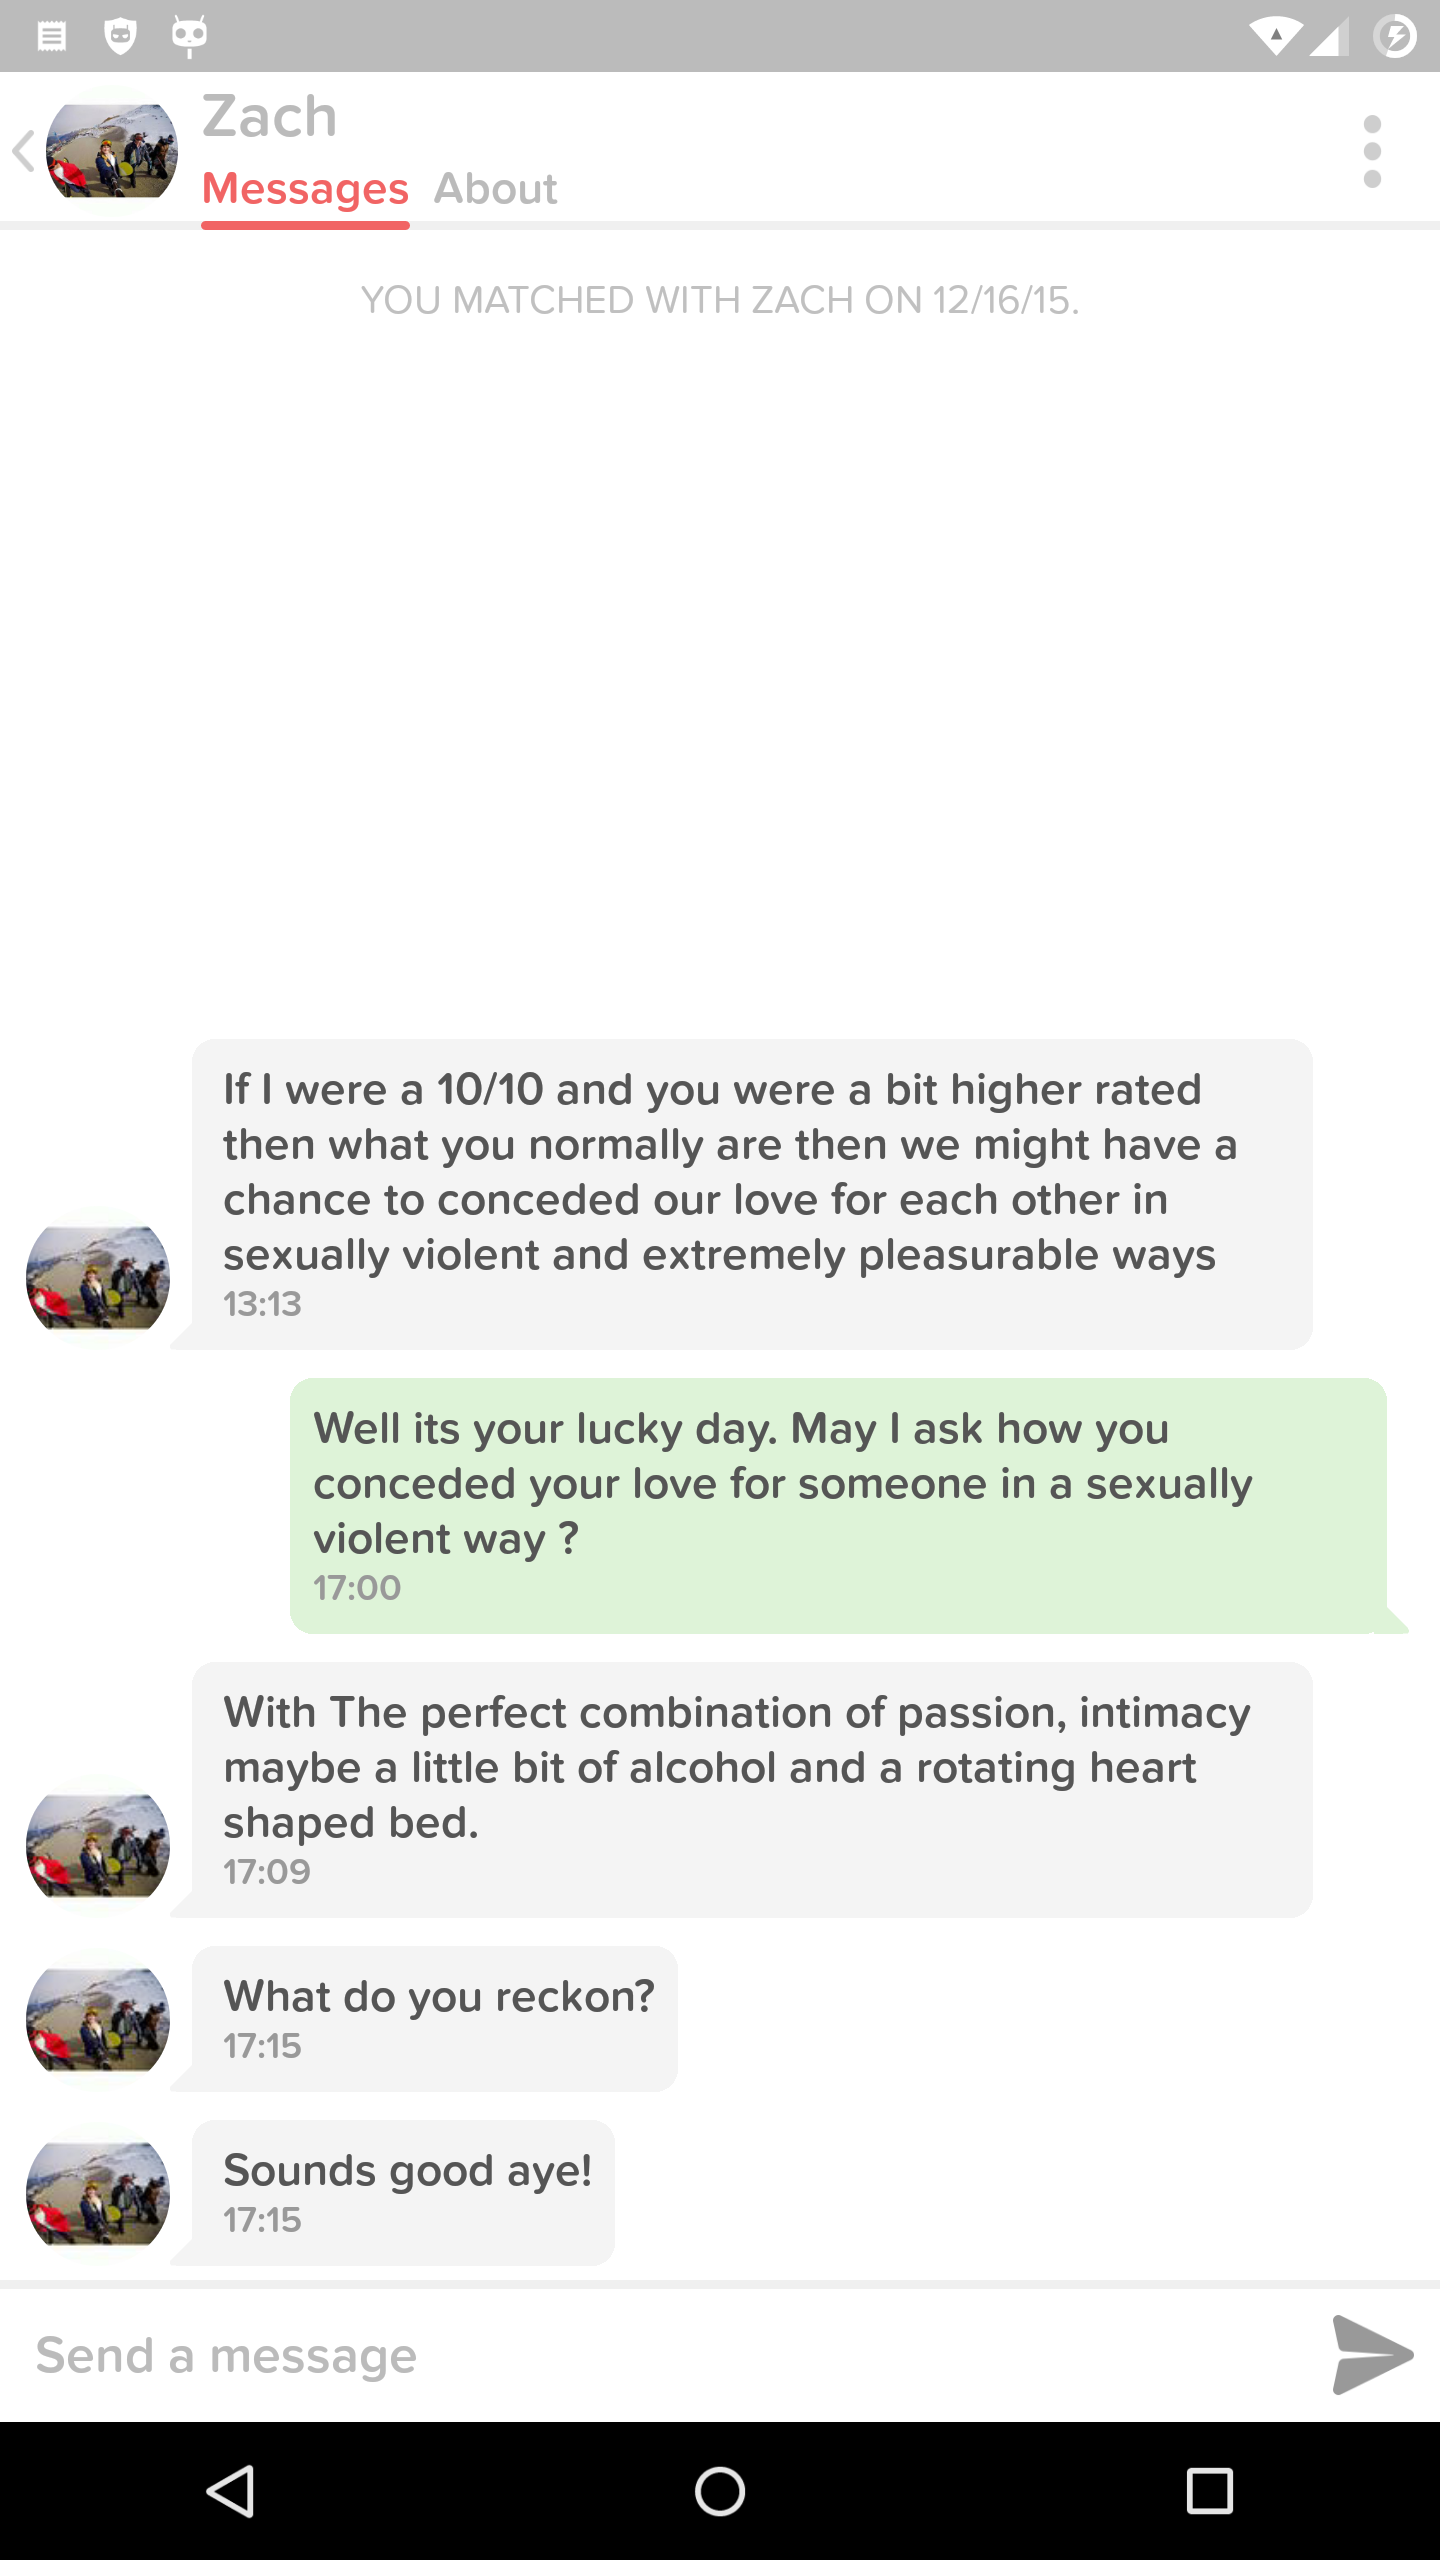 Zach
Messages About
YOU MATCHED WITH ZACH ON 12/16/15.
If I were a 10/10 and you were a bit higher rated
then what you normally are then we might have a
chance to conceded our love for each other in
sexually violent and extremely pleasurable ways
13:13
Well its your lucky day. May I ask how you
conceded your love for someone in a sexually
violent way ?
17:00
With The perfect combination of passion, intimacy
maybe a little bit of alcohol and a rotating heart
shaped bed.
17:09
What do you reckon?
17:15
Sounds good aye!
17:15
Send a message